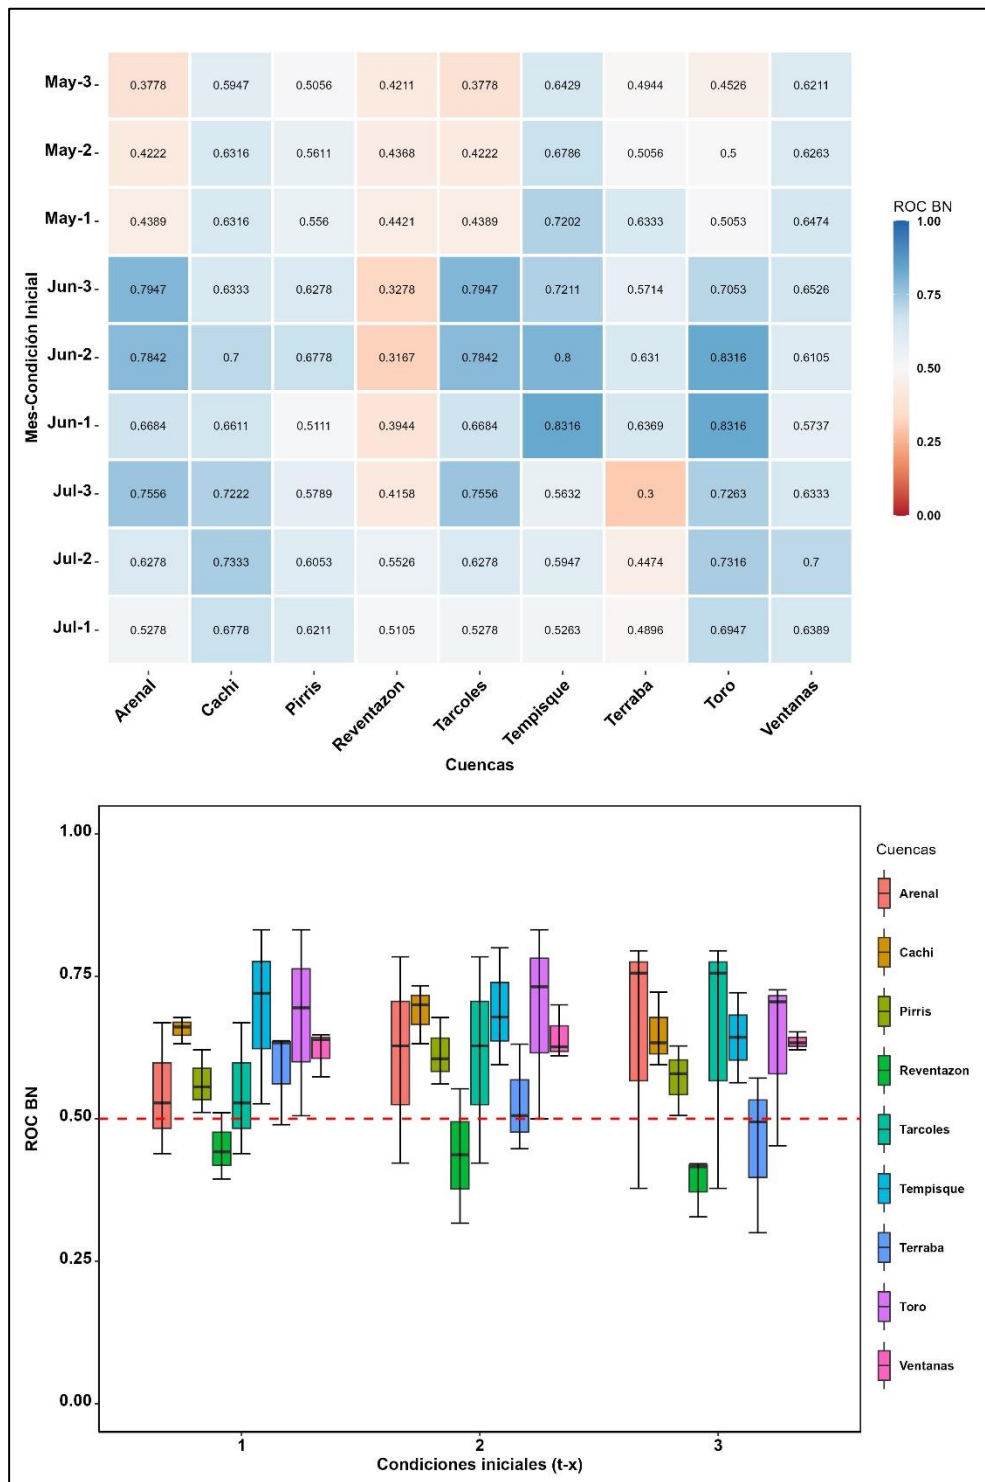 ROC BN
May-3
0.3778 0.5947 0.5056 0.4211 0.3778 0.6429 0.4944 0.4526 0.6211
May-2
0.4222 0.6316 0.5611 0.4368 0.4222 0.6786 0.5056 0.5 0.6263
May-1
0.4389 0.6316 0.556 0.4421 0.4389 0.7202 0.6333 0.5053 0.6474
Jun-3
0.7947 0.6333 0.6278 0.3278 0.7947 0.7211 0.5714 0.7053 0.6526
Jun-2
0.7842 0.7 0.6778 0.3167 0.7842 0.8 0.631 0.8316 0.6105
Jun-1
0.6684 0.6611 0.5111 0.3944 0.6684 0.8316 0.6369 0.8316 0.5737
Jul-3
0.7556 0.7222 0.5789 0.4158 0.7556 0.5632 0.3 0.7263 0.6333
Jul-2
0.6278 0.7333 0.6053 0.5526 0.6278 0.5947 0.4474 0.7316 0.7
Jul-1
0.5278 0.6778 0.6211 0.5105 0.5278 0.5263 0.4896 0.6947 0.6389
Mes-Condición Inicial
Arenal
Cachi
Pirris
Reventazon
Tarcoles
Tempisque
Terraba
Toro
Ventanas
Cuencas
1.00
0.75
0.50
0.25
0.00
1.00
0.75
0.50
0.25
0.00
ROC BN
1 2 3
Condiciones iniciales (t-x)
Cuencas
Arenal
Cachi
Pirris
Reventazon
Tarcoles
Tempisque
Terraba
Toro
Ventanas